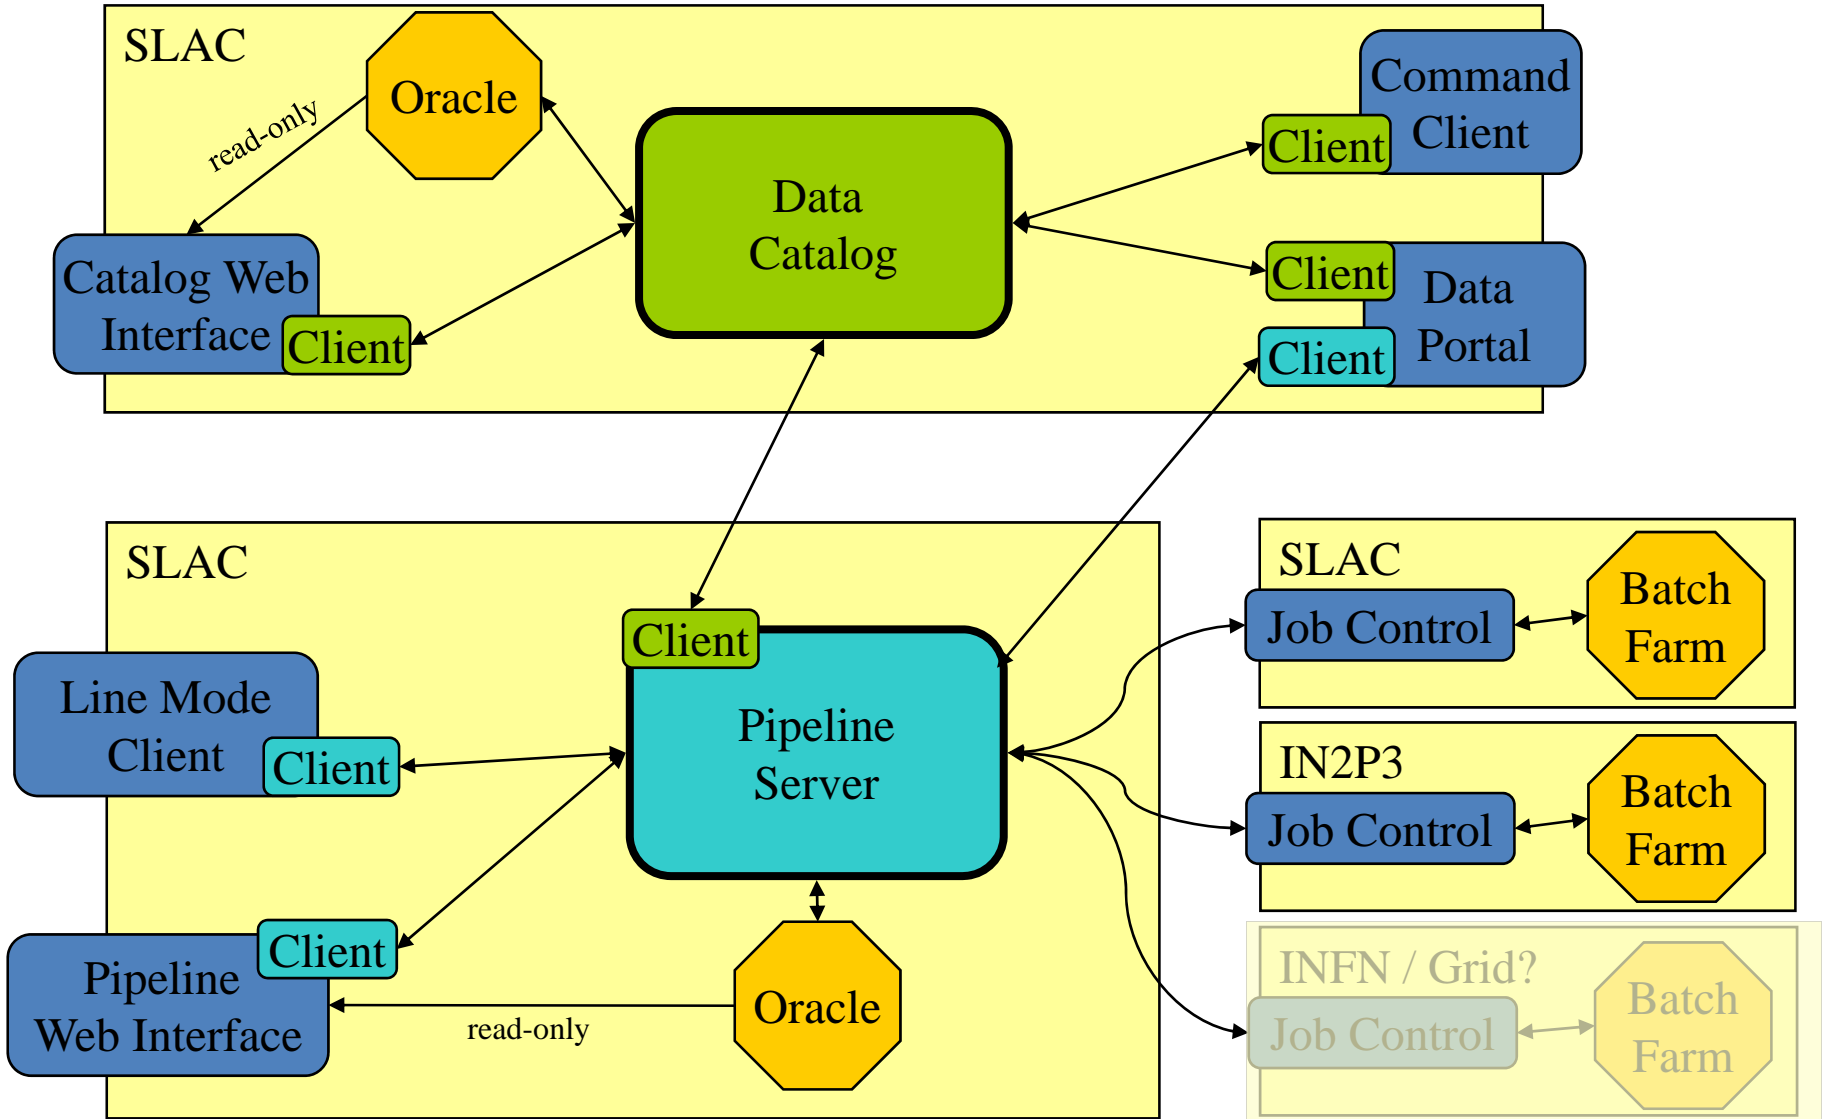 SLAC
Oracle
read-only
Command
Client
Client
Data
Catalog
Catalog Web
Interface
Client
Client
Data
Portal
Client
SLAC
Client
Pipeline
Server
Line Mode
Client
Client
Client
Pipeline
Web Interface
read-only
Oracle
SLAC
Job Control
Batch
Farm
IN2P3
Job Control
Batch
Farm
INFN / Grid?
Job Control
Batch
Farm